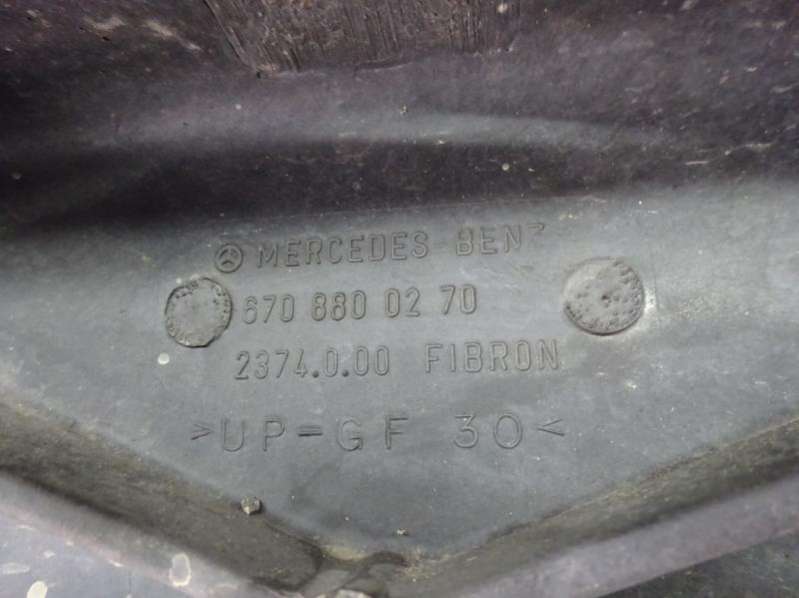 MERCEDES BENZ
670 880 02 70
2374.0.00 FIBRON
>UP=GF 30<